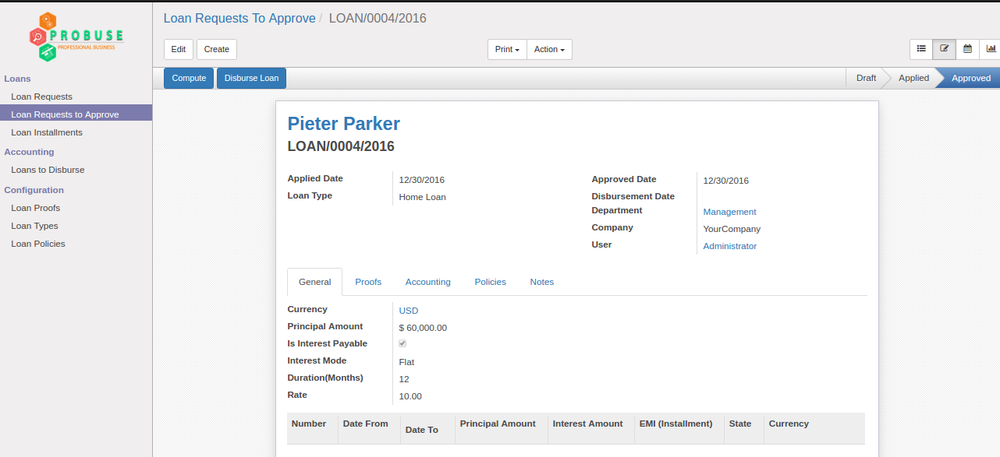 PROBUSE
PROFESSIONAL BUSINESS
Loans
Loan Requests
Loan Requests to Approve
Loan Installments
Accounting
Loans to Disburse
Configuration
Loan Proofs
Loan Types
Loan Policies
Loan Requests To Approve / LOAN/0004/2016
Edit Create Print Action
Compute Disburse Loan Draft Applied Approved
Pieter Parker
LOAN/0004/2016
Applied Date 12/30/2016
Loan Type Home Loan
Approved Date 12/30/2016
Disbursement Date
Department Management
Company YourCompany
User Administrator
General Proofs Accounting Policies Notes
Currency USD
Principal Amount $ 60,000.00
Is Interest Payable
Interest Mode Flat
Duration(Months) 12
Rate 10.00
Number Date From Date To Principal Amount Interest Amount EMI (Installment) State Currency